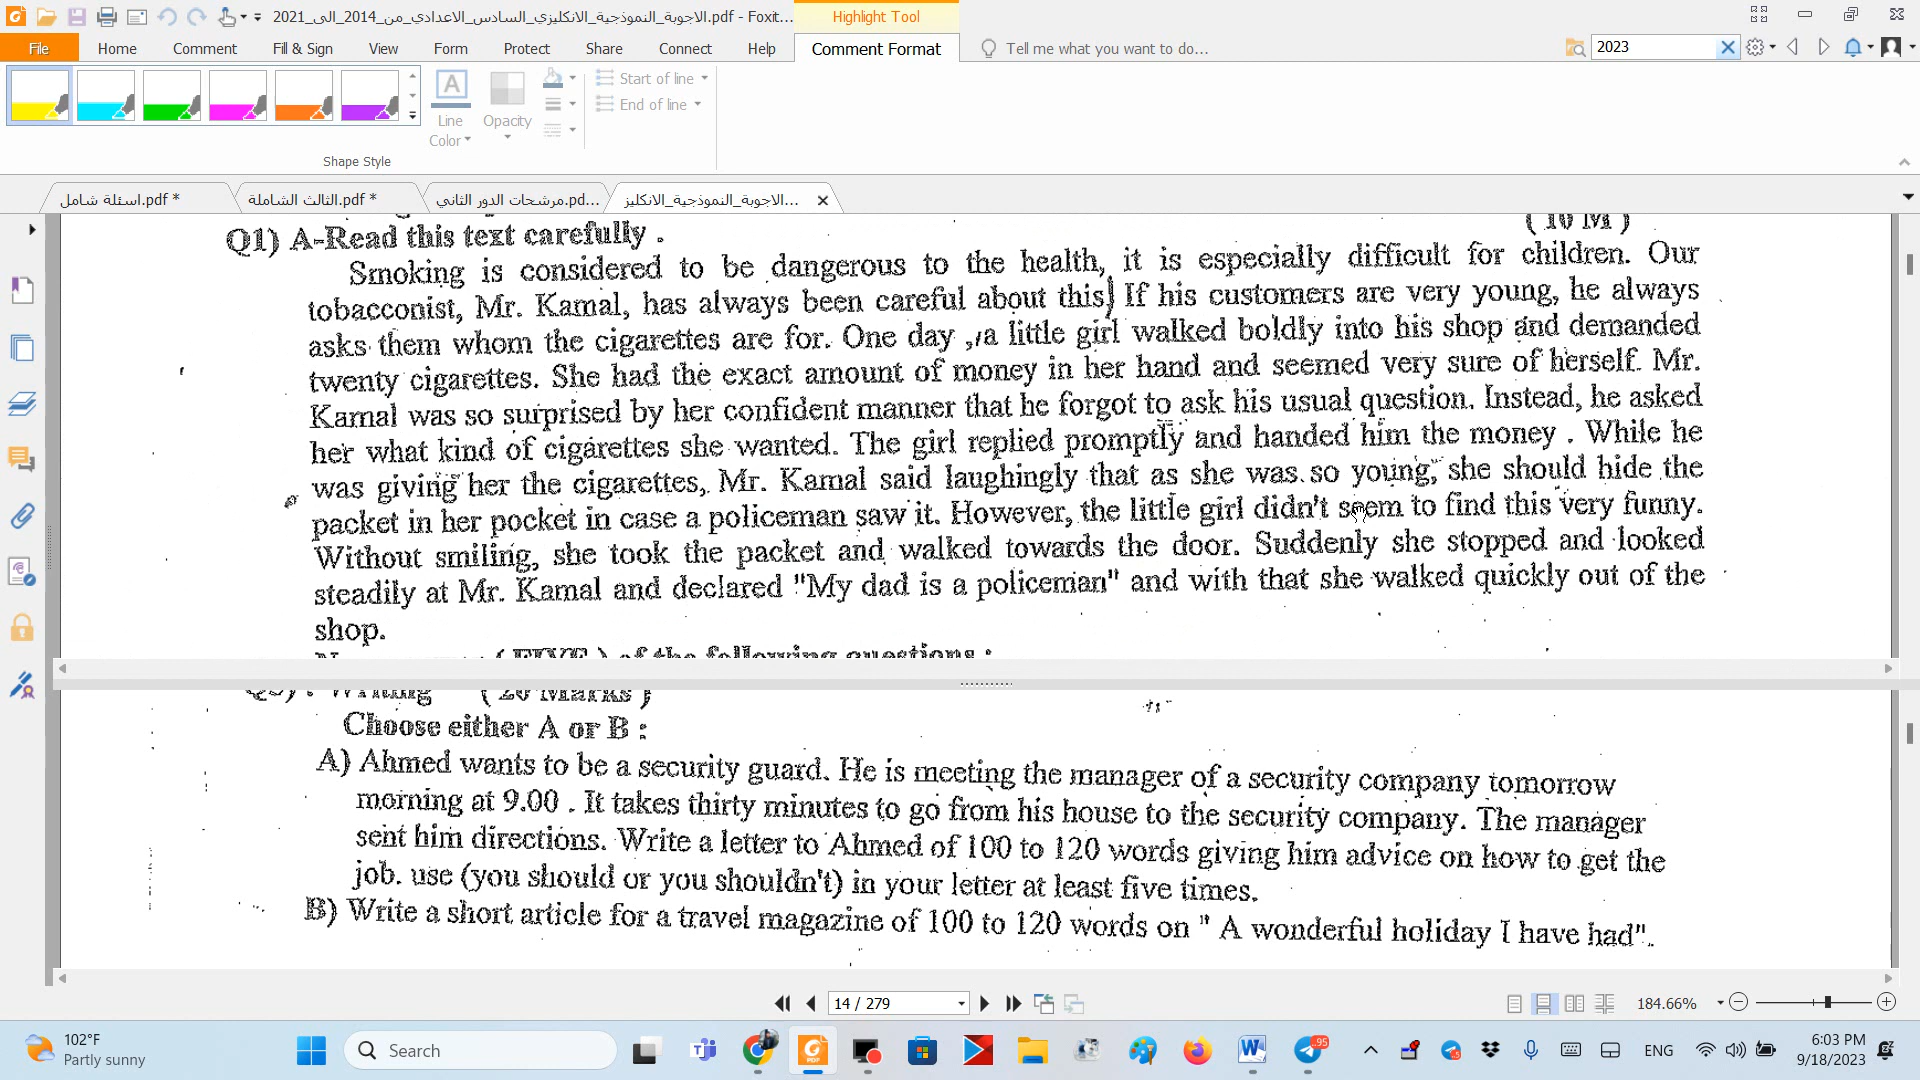 الاجوبة_النموذجية_الانكليزي_السادس_الاعدادي_من_2014_الى_2021.pdf - Foxit...
Highlight Tool
File
Home
Comment
Fill & Sign
View
Form
Protect
Share
Connect
Help
Comment Format
Tell me what you want to do...
2023
Line Color
Opacity
Start of line
End of line
Shape Style
اسئلة شامل.pdf *
الثالث الشاملة.pdf *
مرشحات الدور الثاني.pd...
الاجوبة_النموذجية_الانكليز...
( 10 M )
Q1) A-Read this text carefully .
Smoking is considered to be dangerous to the health, it is especially difficult for children. Our
tobacconist, Mr. Kamal, has always been careful about this. If his customers are very young, he always
asks them whom the cigarettes are for. One day , a little girl walked boldly into his shop and demanded
twenty cigarettes. She had the exact amount of money in her hand and seemed very sure of herself. Mr.
Kamal was so surprised by her confident manner that he forgot to ask his usual question. Instead, he asked
her what kind of cigarettes she wanted. The girl replied promptly and handed him the money . While he
was giving her the cigarettes, Mr. Kamal said laughingly that as she was so young, she should hide the
packet in her pocket in case a policeman saw it. However, the little girl didn't seem to find this very funny.
Without smiling, she took the packet and walked towards the door. Suddenly she stopped and looked
steadily at Mr. Kamal and declared "My dad is a policeman" and with that she walked quickly out of the
shop.
( FIVE ) of the following questions :
Writing ( 20 Marks )
Choose either A or B :
A) Ahmed wants to be a security guard. He is meeting the manager of a security company tomorrow
morning at 9.00 . It takes thirty minutes to go from his house to the security company. The manager
sent him directions. Write a letter to Ahmed of 100 to 120 words giving him advice on how to get the
job. use (you should or you shouldn't) in your letter at least five times.
B) Write a short article for a travel magazine of 100 to 120 words on " A wonderful holiday I have had".
14 / 279
184.66%
102°F
Partly sunny
Search
95
ENG
6:03 PM
9/18/2023